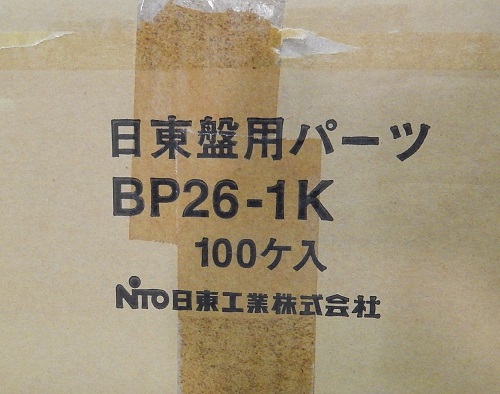 日東盤用パーツ
BP26-1K
100ケ入
NITO日東工業株式会社